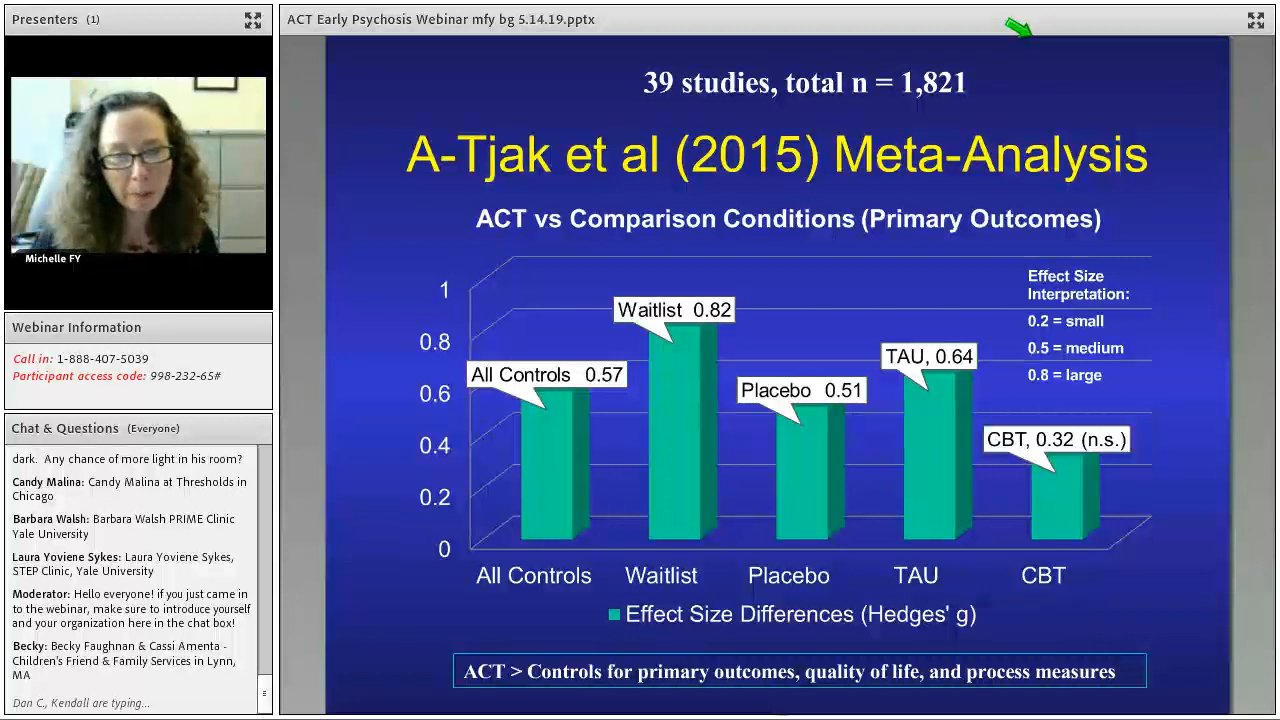 Presenters (1)
Michelle FY
Webinar Information
Call in: 1-888-407-5039
Participant access code: 998-232-65#
Chat & Questions (Everyone)
dark. Any chance of more light in his room?
Candy Malina: Candy Malina at Thresholds in
Chicago
Barbara Walsh: Barbara Walsh PRIME Clinic
Yale University
Laura Yoviene Sykes: Laura Yoviene Sykes,
STEP Clinic, Yale University
Moderator: Hello everyone! if you just came in
to the webinar, make sure to introduce yourself
and your organization here in the chat box!
Becky: Becky Faughnan & Cassi Amenta -
Children's Friend & Family Services in Lynn,
MA
Dan C., Kendall are typing...
ACT Early Psychosis Webinar mfy bg 5.14.19.pptx
39 studies, total n = 1,821
A-Tjak et al (2015) Meta-Analysis
ACT vs Comparison Conditions (Primary Outcomes)
Effect Size
Interpretation:
0.2 = small
0.5 = medium
0.8 = large
1
0.8
0.6
0.4
0.2
0
All Controls 0.57
Waitlist 0.82
Placebo 0.51
TAU, 0.64
CBT, 0.32 (n.s.)
All Controls
Waitlist
Placebo
TAU
CBT
Effect Size Differences (Hedges' g)
ACT > Controls for primary outcomes, quality of life, and process measures